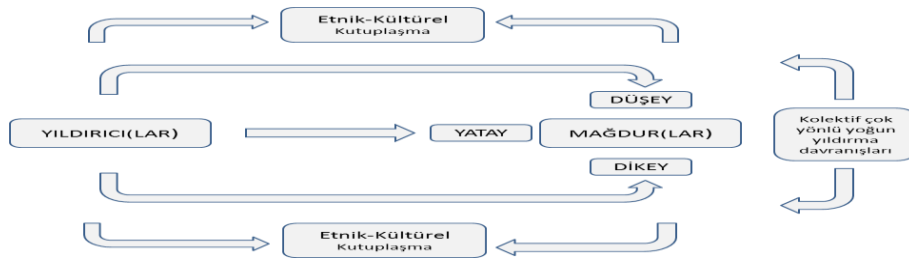 Etnik-Kültürel
Kutuplaşma
DÜŞEY
YILDIRICI(LAR)
YATAY
MAĞDUR(LAR)
Kolektif çok
yönlü yoğun
yıldırma
davranışları
DİKEY
Etnik-Kültürel
Kutuplaşma